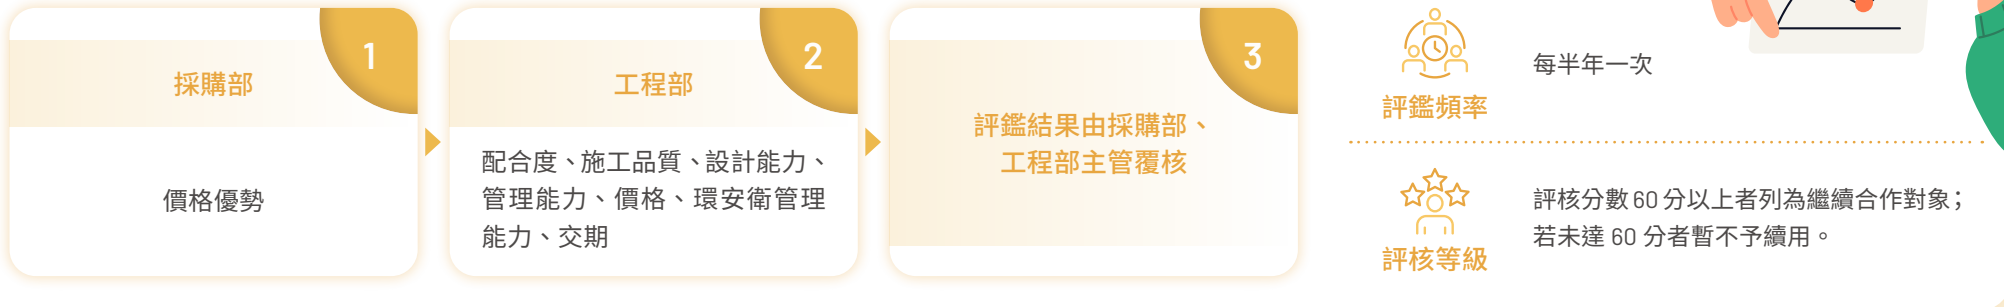 1
採購部
價格優勢
2
工程部
配合度、施工品質、設計能力、
管理能力、價格、環安衛管理
能力、交期
3
評鑑結果由採購部、
工程部主管覆核
評鑑頻率
每半年一次
評核等級
評核分數 60 分以上者列為繼續合作對象；
若未達 60 分者暫不予續用。